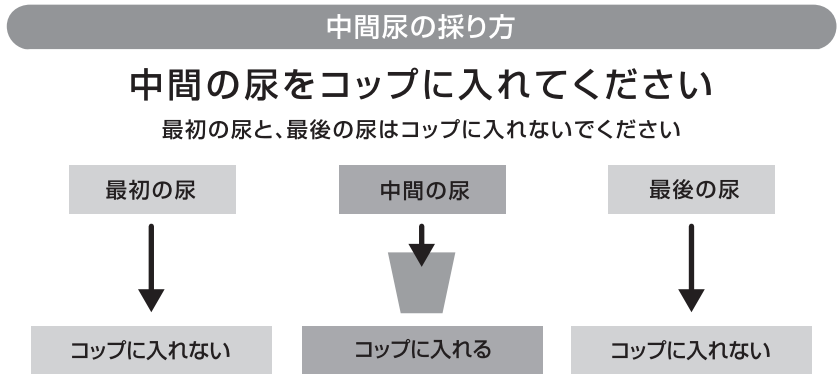 中間尿の採り方
中間の尿をコップに入れてください
最初の尿と、最後の尿はコップに入れないでください
最初の尿
中間の尿
最後の尿
コップに入れない
コップに入れる
コップに入れない